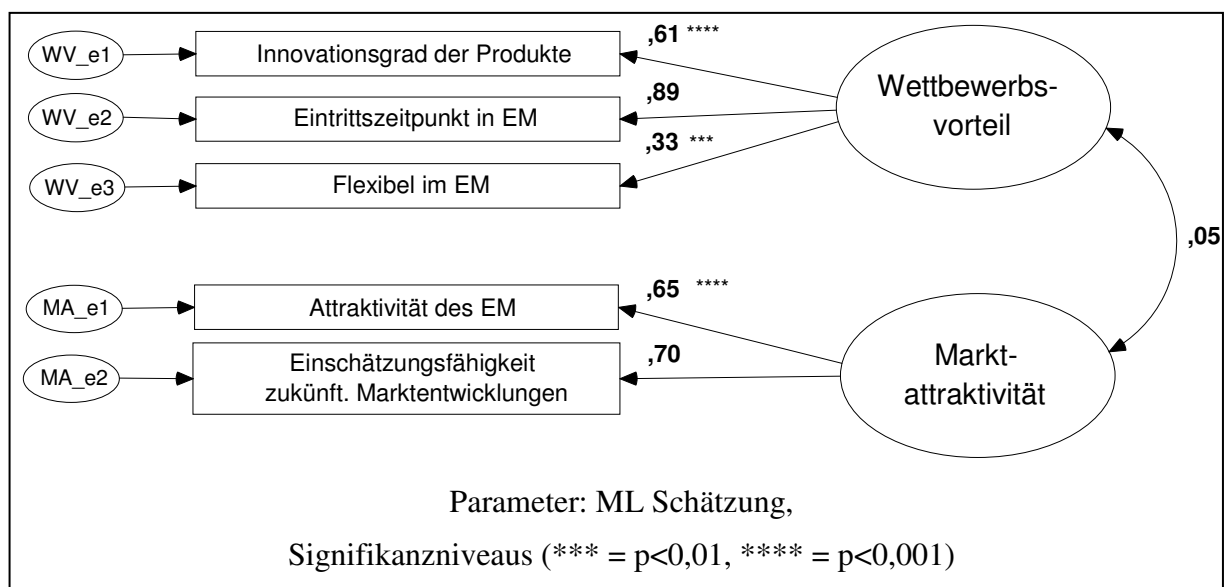 WV_e1
Innovationsgrad der Produkte
,61 ****
WV_e2
Eintrittszeitpunkt in EM
,89
WV_e3
Flexibel im EM
,33 ***
Wettbewerbs-
vorteil
,05
MA_e1
Attraktivität des EM
,65 ****
MA_e2
Einschätzungsfähigkeit
zukünft. Marktentwicklungen
,70
Markt-
attraktivität
Parameter: ML Schätzung,
Signifikanzniveaus (*** = p<0,01, **** = p<0,001)